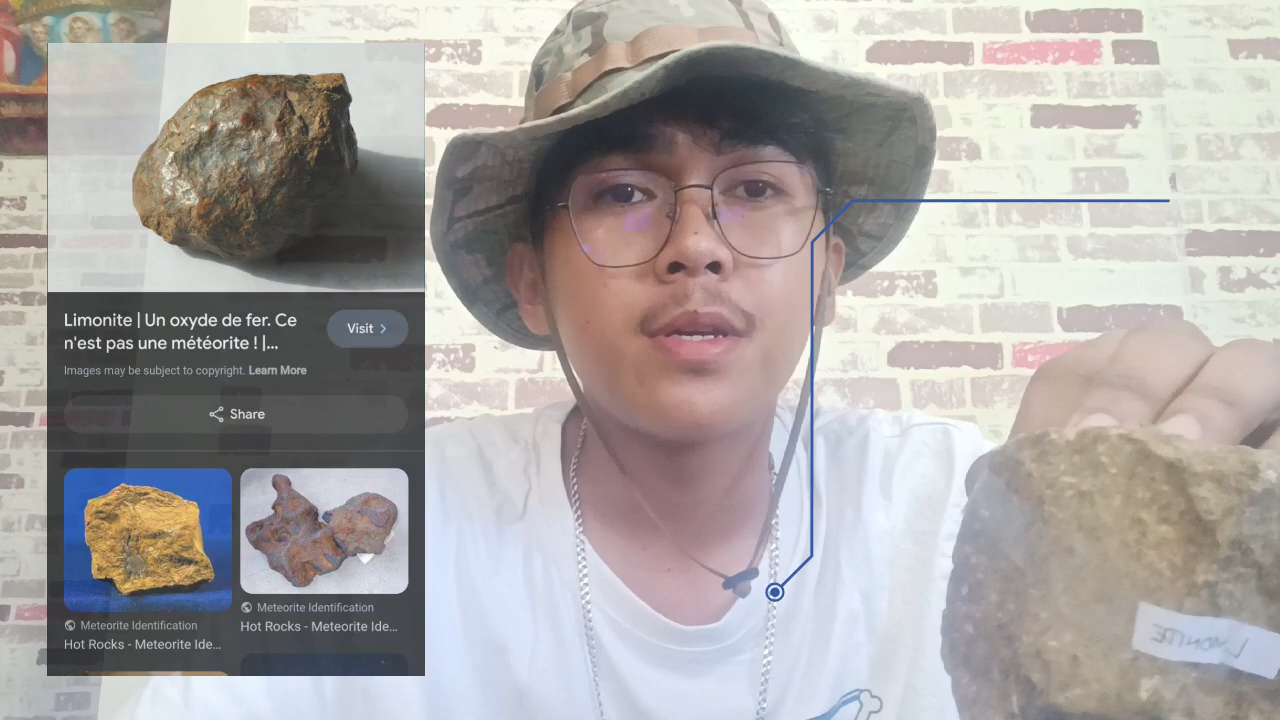 Limonite | Un oxyde de fer. Ce
n'est pas une météorite ! |...
Visit
Images may be subject to copyright. Learn More
Share
Meteorite Identification
Hot Rocks - Meteorite Ide...
Meteorite Identification
Hot Rocks - Meteorite Ide...
LIMONITE